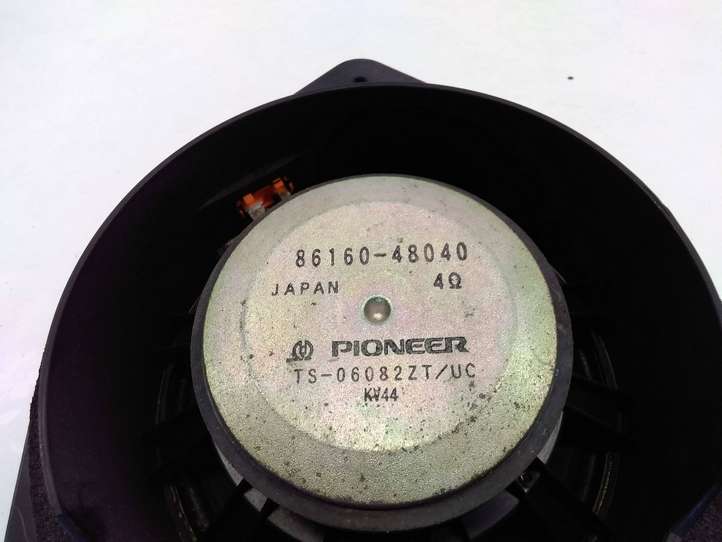 86160-48040
JAPAN 4Ω
PIONEER
TS-06082ZT/UC
KV44